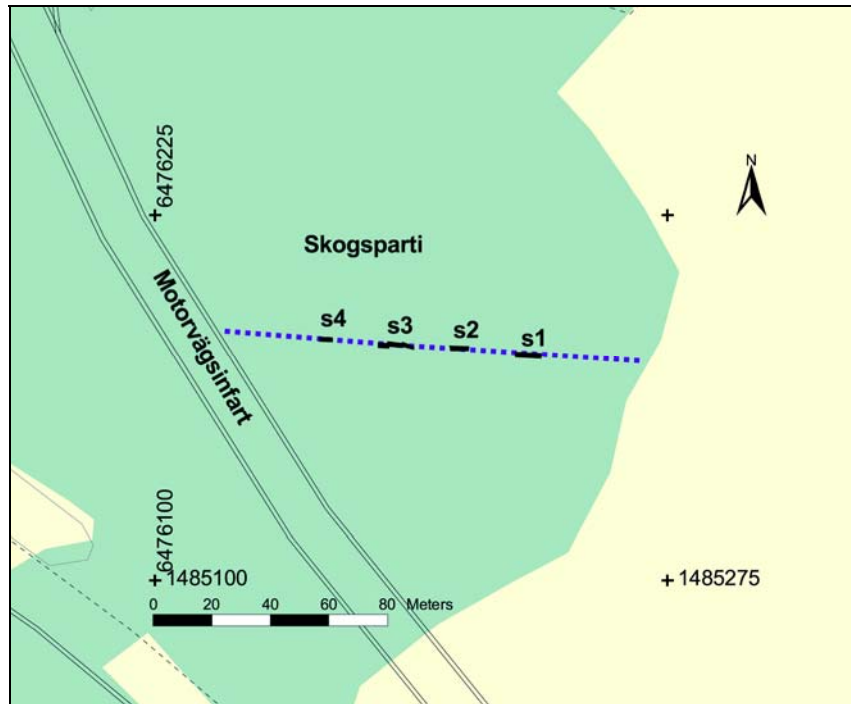 N
6476225
Skogsparti
s4
s3
s2
s1
Motorvägsinfart
6476100
1485100
1485275
0 20 40 60 80 Meters